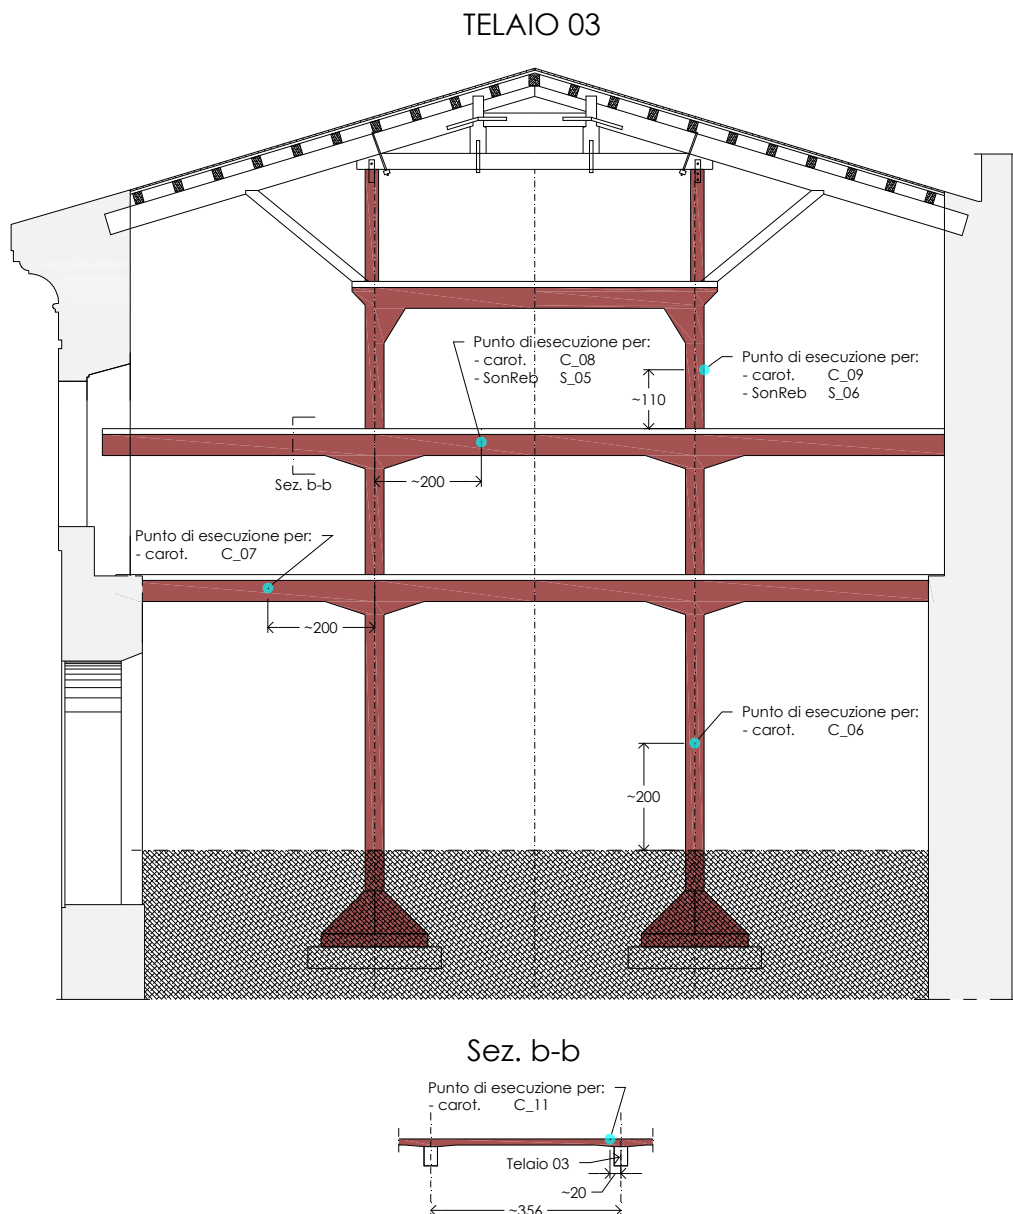 TELAIO 03
Punto di esecuzione per:
- carot. C_08
- SonReb S_05
Punto di esecuzione per:
- carot. C_09
- SonReb S_06
~110
Sez. b-b
~200
Punto di esecuzione per:
- carot. C_07
~200
Punto di esecuzione per:
- carot. C_06
~200
Sez. b-b
Punto di esecuzione per:
- carot. C_11
Telaio 03
~20
~356